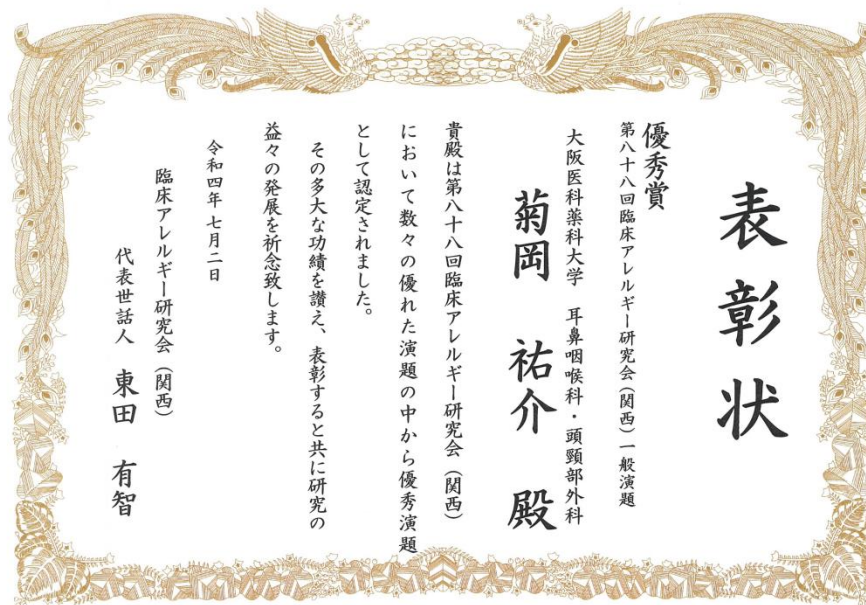 表彰状
優秀賞
第八十八回臨床アレルギー研究会(関西)一般演題
大阪医科薬科大学 耳鼻咽喉科・頭頸部外科
菊岡 祐介 殿
貴殿は第八十八回臨床アレルギー研究会(関西)
において数々の優れた演題の中から優秀演題
として認定されました。
その多大な功績を讃え、表彰すると共に研究の
益々の発展を祈念致します。
令和四年七月二日
臨床アレルギー研究会(関西)
代表世話人 東田 有智